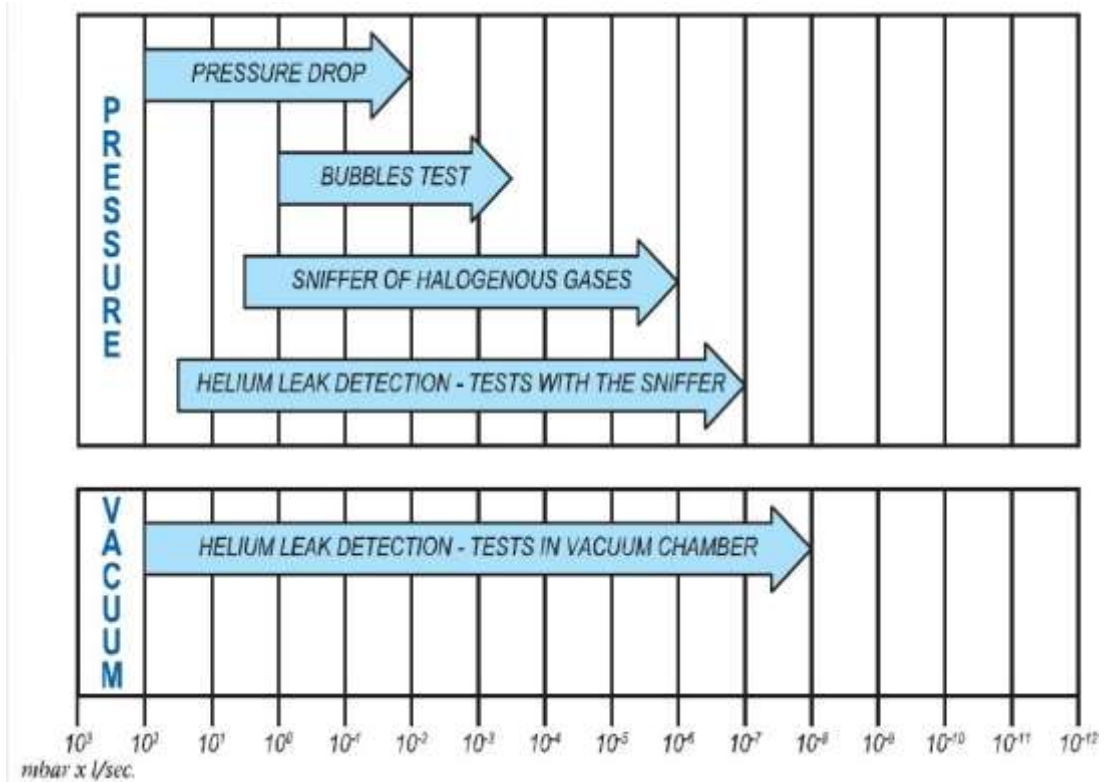 PRESSURE
PRESSURE DROP
BUBBLES TEST
SNIFFER OF HALOGENOUS GASES
HELIUM LEAK DETECTION - TESTS WITH THE SNIFFER
VACUUM
HELIUM LEAK DETECTION - TESTS IN VACUUM CHAMBER
10³ 10² 10¹ 10⁰ 10⁻¹ 10⁻² 10⁻³ 10⁻⁴ 10⁻⁵ 10⁻⁶ 10⁻⁷ 10⁻⁸ 10⁻⁹ 10⁻¹⁰ 10⁻¹¹ 10⁻¹²
mbar x l/sec.